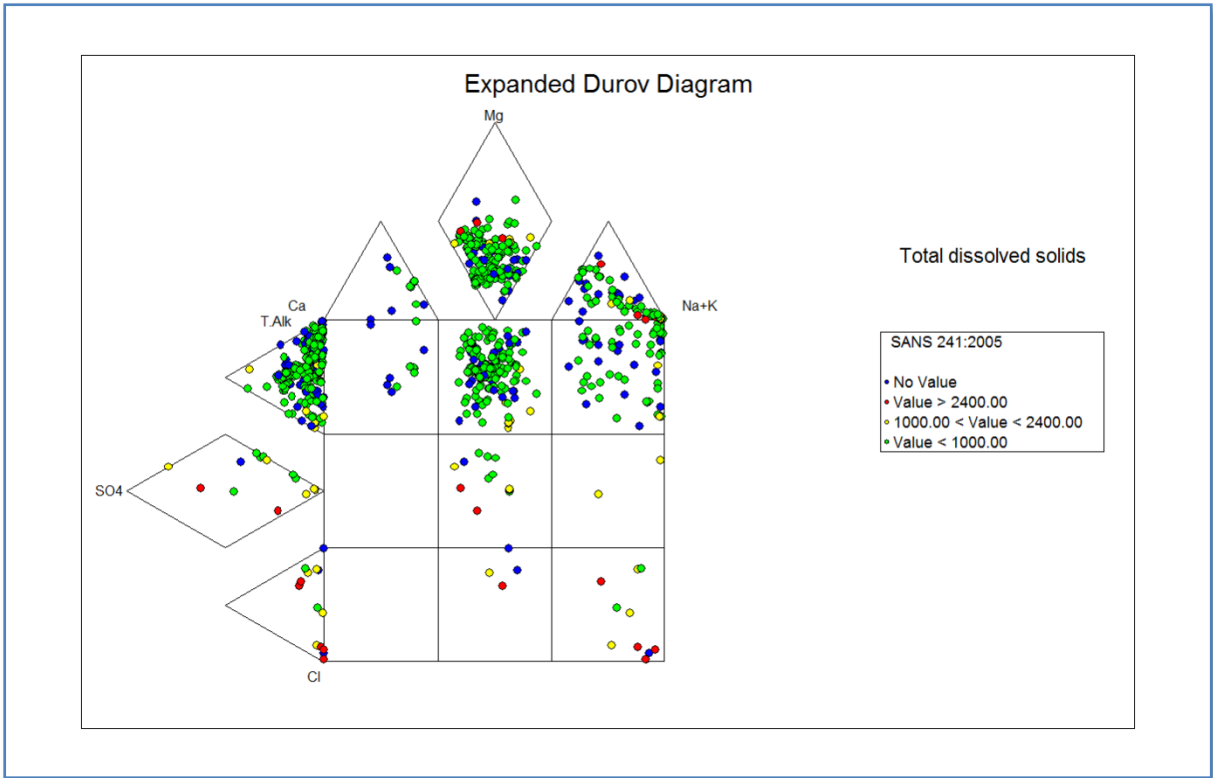 Expanded Durov Diagram
Mg
Total dissolved solids
Ca
Na+K
T.Alk
SANS 241:2005
No Value
Value > 2400.00
1000.00 < Value < 2400.00
Value < 1000.00
SO4
Cl